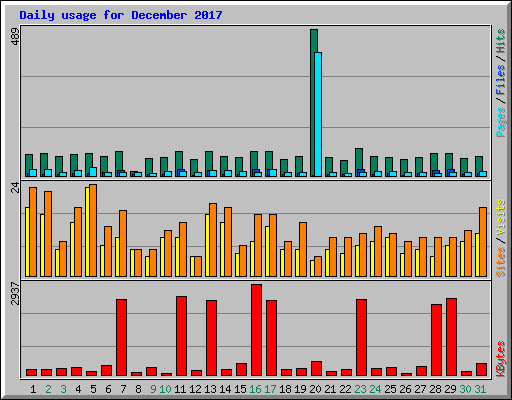 Daily usage for December 2017
489
Pages / Files / Hits
24
Sites / Visits
2937
KBytes
1 2 3 4 5 6 7 8 9 10 11 12 13 14 15 16 17 18 19 20 21 22 23 24 25 26 27 28 29 30 31